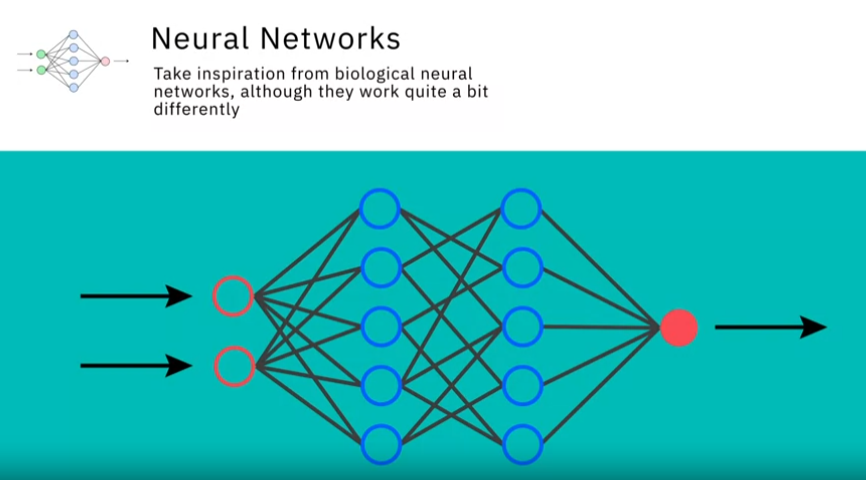 Neural Networks
Take inspiration from biological neural
networks, although they work quite a bit
differently